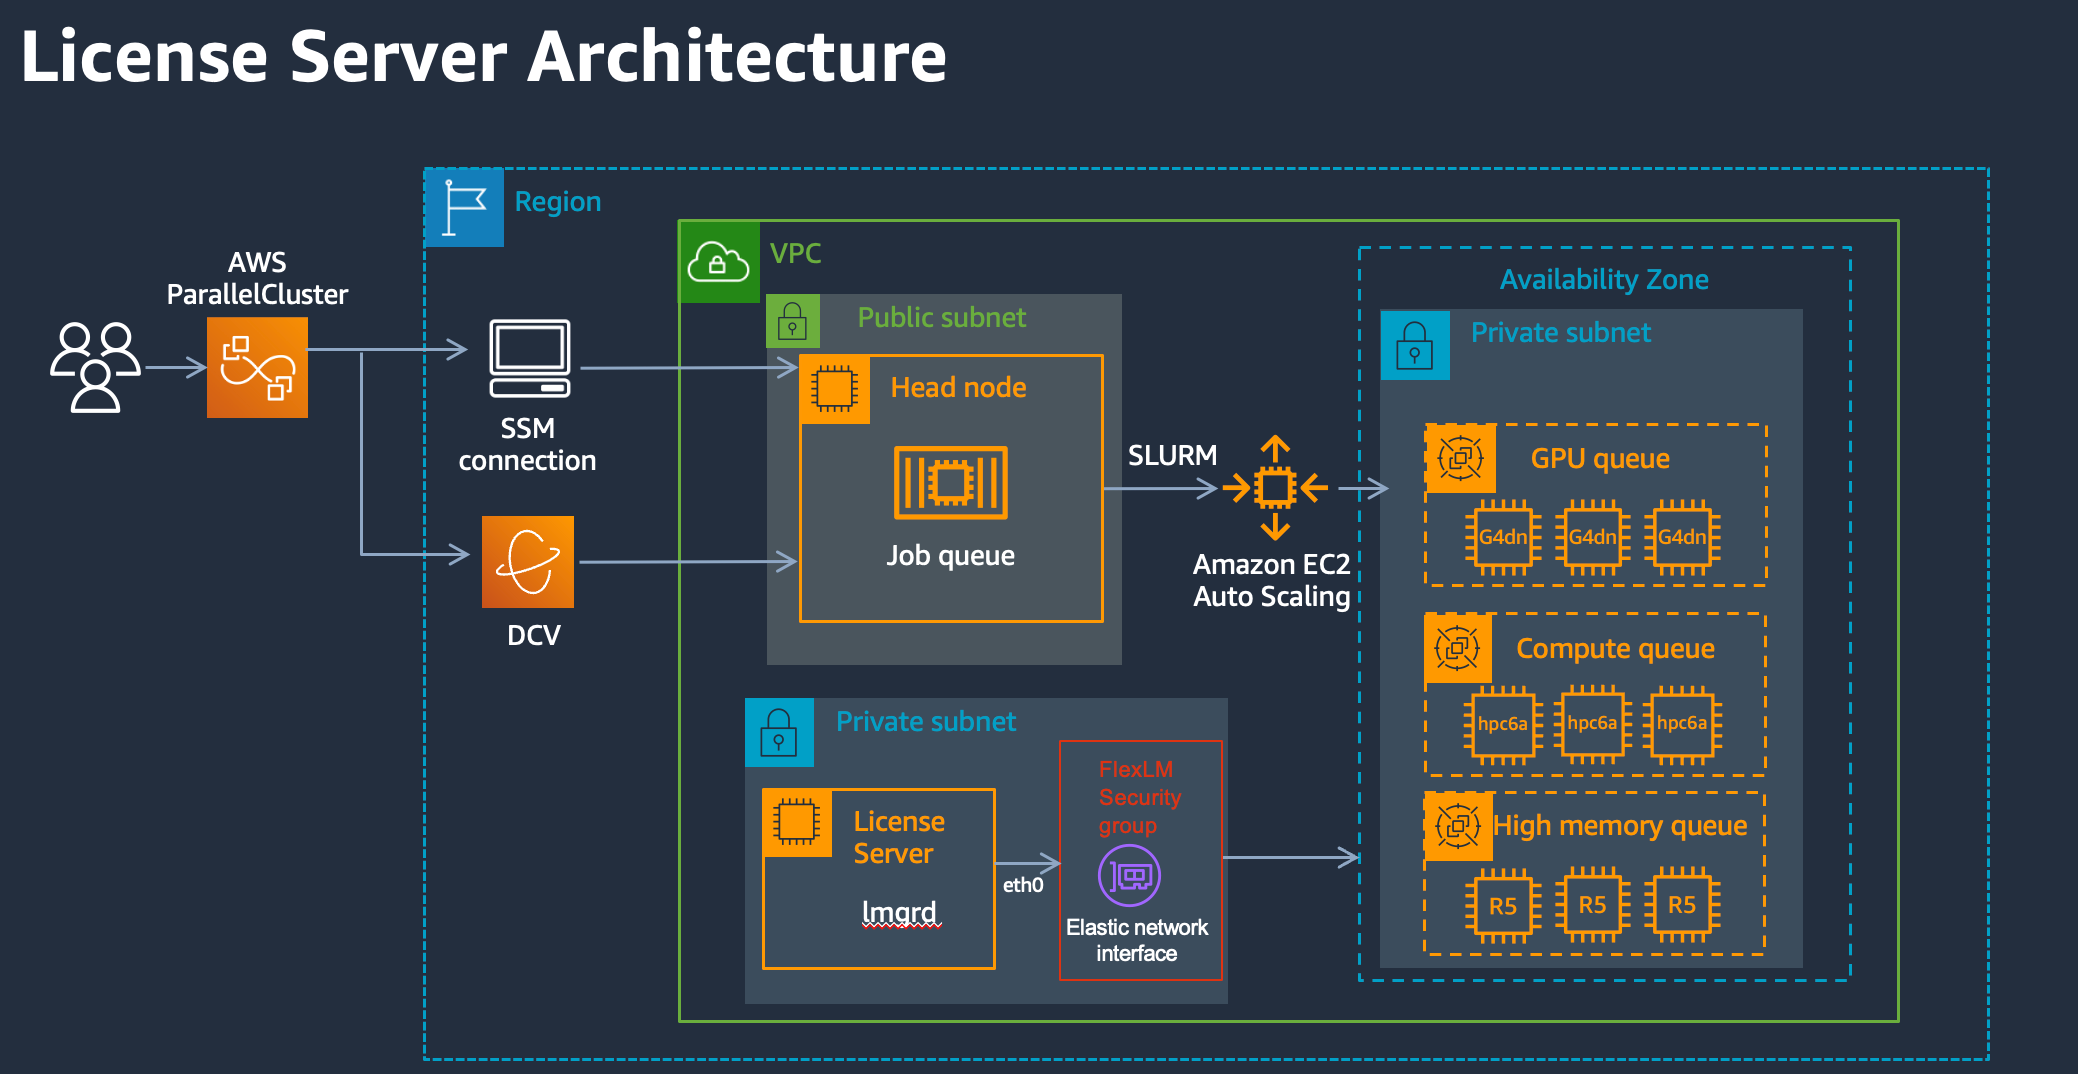 License Server Architecture
Region
VPC
AWS
ParallelCluster
Availability Zone
Public subnet
Private subnet
Head node
SSM
connection
SLURM
GPU queue
G4dn
G4dn
G4dn
Job queue
Amazon EC2
Auto Scaling
DCV
Compute queue
hpc6a
hpc6a
hpc6a
Private subnet
FlexLM
Security
group
License
Server
High memory queue
eth0
lmgrd
R5
R5
R5
Elastic network
interface